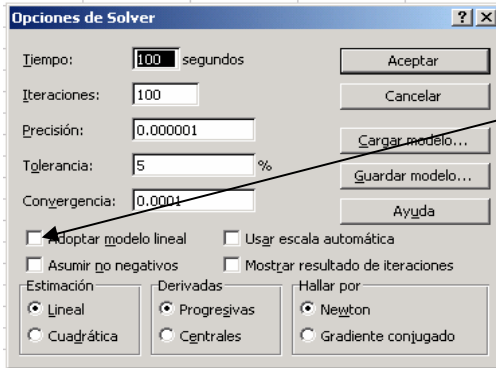 Opciones de Solver
Tiempo: 100 segundos
Aceptar
Iteraciones: 100
Cancelar
Precisión: 0.000001
Cargar modelo...
Tolerancia: 5 %
Guardar modelo...
Convergencia: 0.0001
Ayuda
Adoptar modelo lineal
Usar escala automática
Asumir no negativos
Mostrar resultado de iteraciones
Estimación
Derivadas
Hallar por
Lineal
Progresivas
Newton
Cuadrática
Centrales
Gradiente conjugado